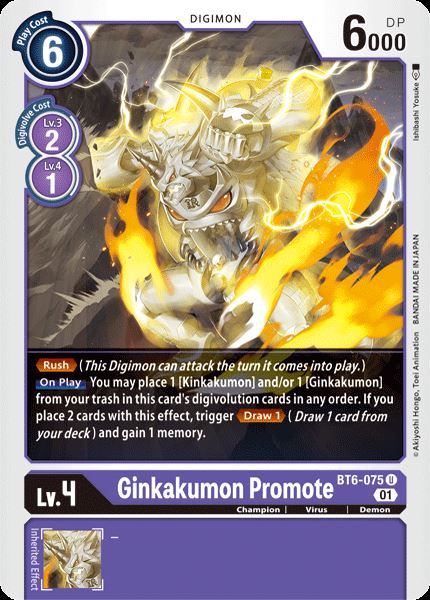 DIGIMON
Play Cost
6
DP
6000
Digivolve Cost
Lv.3
2
Lv.4
1
Ishibashi Yosuke
Rush (This Digimon can attack the turn it comes into play.)
On Play You may place 1 [Kinkakumon] and/or 1 [Ginkakumon]
from your trash in this card's digivolution cards in any order. If you
place 2 cards with this effect, trigger Draw 1 (Draw 1 card from
your deck) and gain 1 memory.
© Akiyoshi Hongo, Toei Animation BANDAI MADE IN JAPAN
Lv.4
Ginkakumon Promote
BT6-075 U
01
Champion | Virus | Demon
Inherited Effect
–